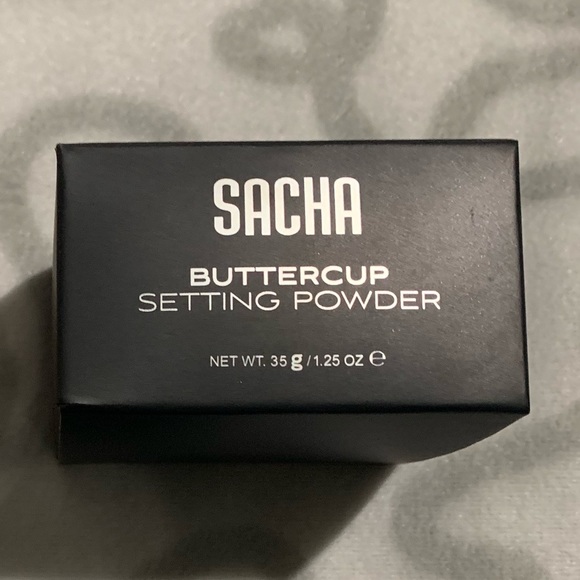 SACHA
BUTTERCUP
SETTING POWDER
NET WT. 35 g / 1.25 OZ ℮